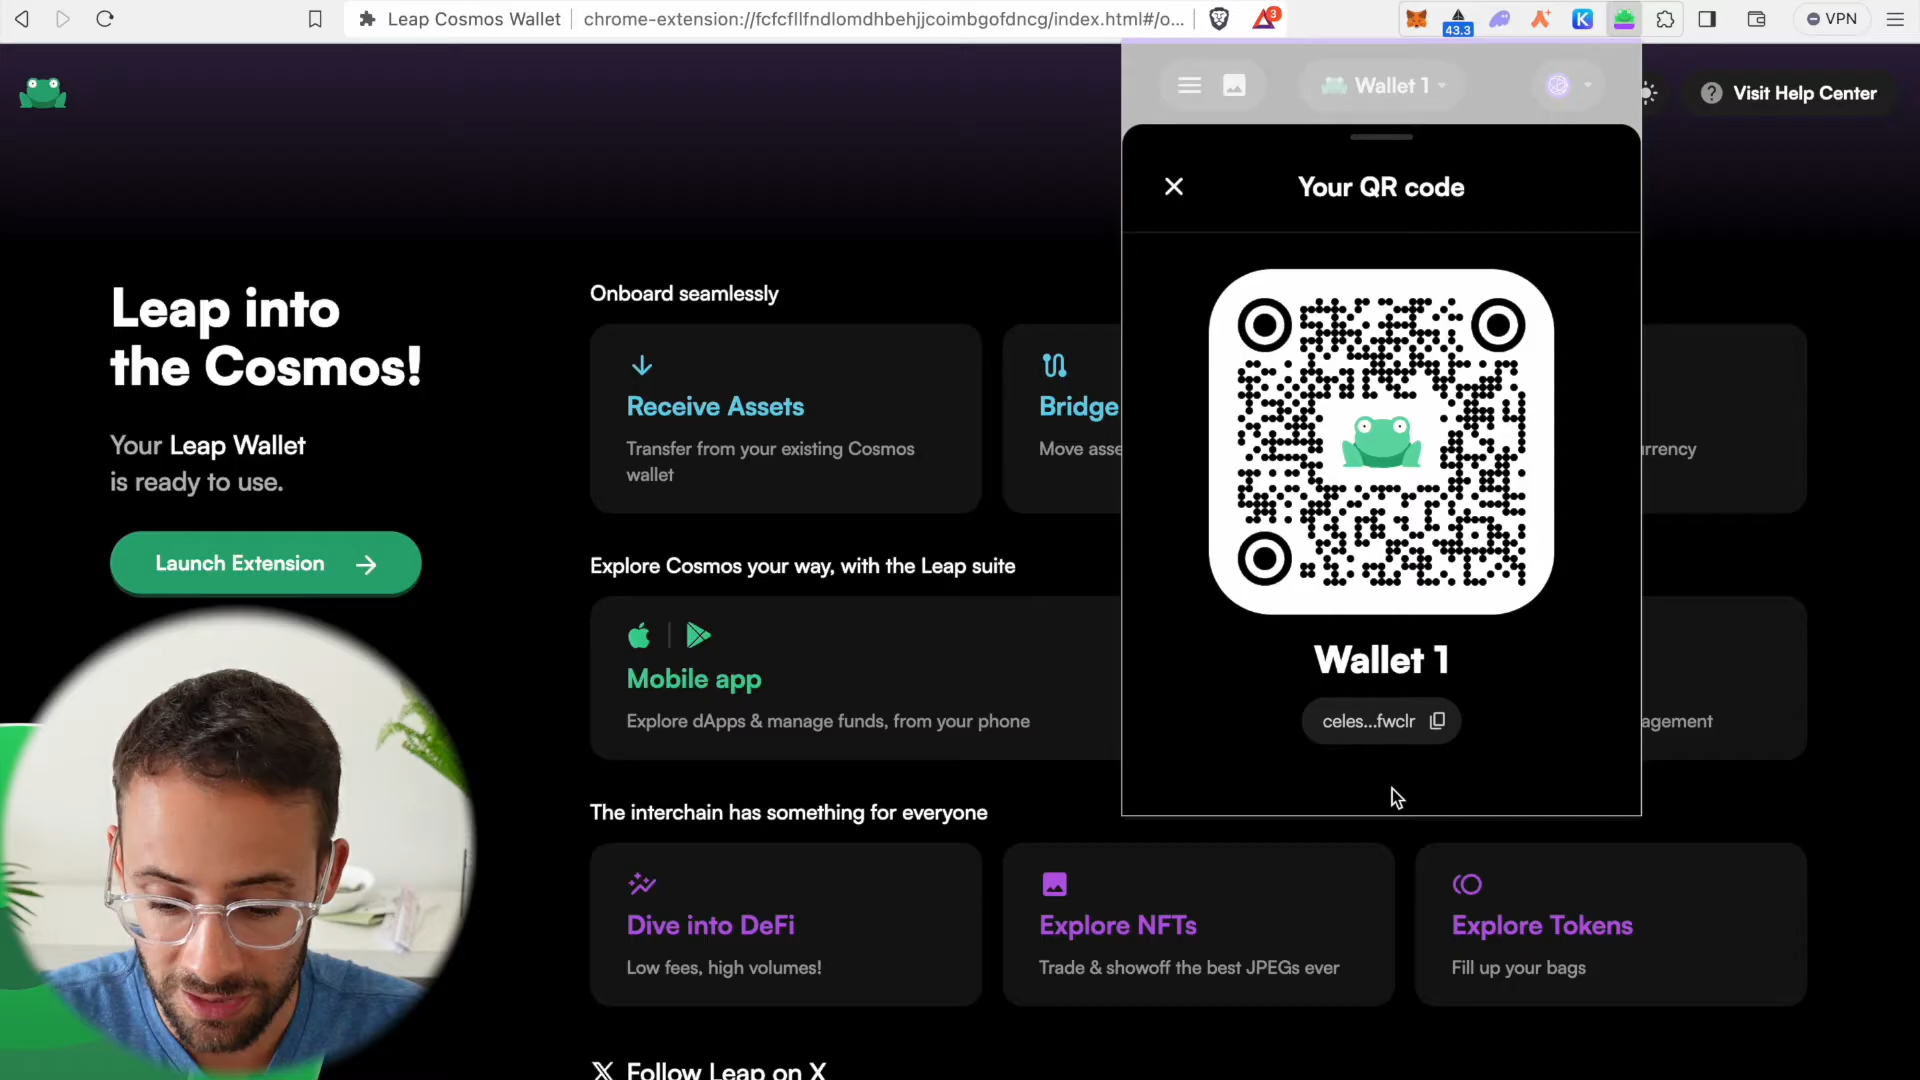 Leap Cosmos Wallet
chrome-extension://fcfcfllfndlomdhbehjjcoimbgofdncg/index.html#/o...
3
43.3
K
VPN
Wallet 1
Visit Help Center
Your QR code
Leap into
the Cosmos!
Your Leap Wallet
is ready to use.
Launch Extension
Onboard seamlessly
Receive Assets
Transfer from your existing Cosmos
wallet
Bridge
Move asse
rrency
Wallet 1
celes...fwclr
Explore Cosmos your way, with the Leap suite
Mobile app
Explore dApps & manage funds, from your phone
agement
The interchain has something for everyone
Dive into DeFi
Low fees, high volumes!
Explore NFTs
Trade & showoff the best JPEGs ever
Explore Tokens
Fill up your bags
Follow Leap on X